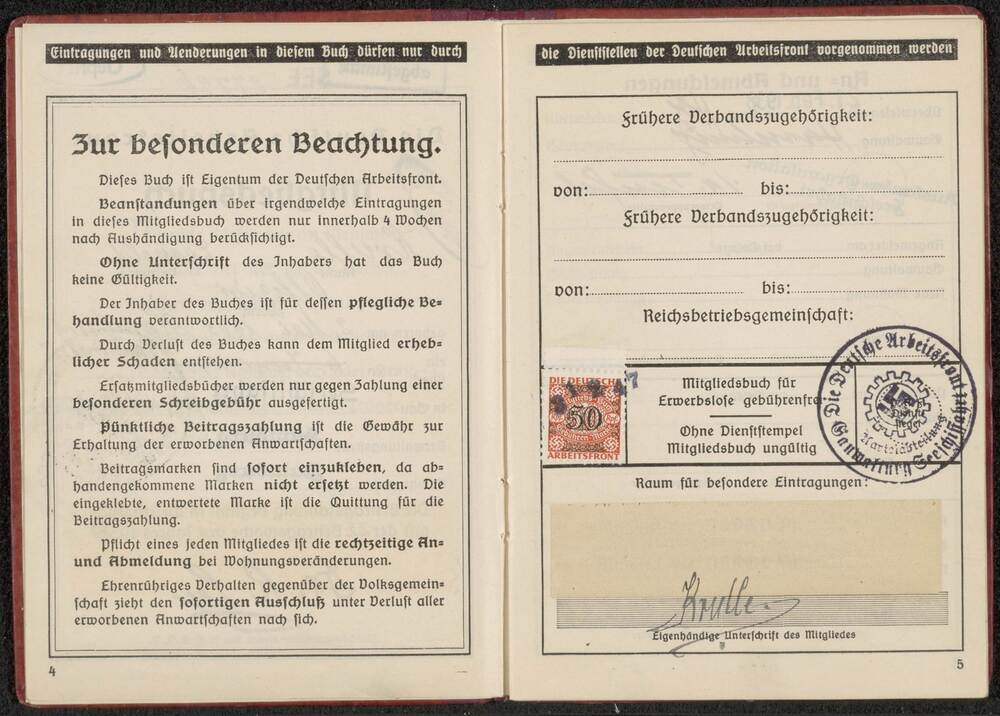 Eintragungen und Aenderungen in diesem Buch dürfen nur durch
Zur besonderen Beachtung.
Dieses Buch ist Eigentum der Deutschen Arbeitsfront.
Beanstandungen über irgendwelche Eintragungen
in dieses Mitgliedsbuch werden nur innerhalb 4 Wochen
nach Aushändigung berücksichtigt.
Ohne Unterschrift des Inhabers hat das Buch
keine Gültigkeit.
Der Inhaber des Buches ist für dessen pflegliche Be=
handlung verantwortlich.
Durch Verlust des Buches kann dem Mitglied erheb=
licher Schaden entstehen.
Ersatzmitgliedsbücher werden nur gegen Zahlung einer
besonderen Schreibgebühr ausgefertigt.
Pünktliche Beitragszahlung ist die Gewähr zur
Erhaltung der erworbenen Anwartschaften.
Beitragsmarken sind sofort einzukleben, da ab=
handengekommene Marken nicht ersetzt werden. Die
eingeklebte, entwertete Marke ist die Quittung für die
Beitragszahlung.
Pflicht eines jeden Mitgliedes ist die rechtzeitige An=
und Abmeldung bei Wohnungsveränderungen.
Ehrenrühriges Verhalten gegenüber der Volksgemein=
schaft zieht den sofortigen Ausschluß unter Verlust aller
erworbenen Anwartschaften nach sich.
4
die Dienststellen der Deutschen Arbeitsfront vorgenommen werden
Frühere Verbandszugehörigkeit:
von: bis:
Frühere Verbandszugehörigkeit:
von: bis:
Reichsbetriebsgemeinschaft:
DIE DEUTSCHE
50
ARBEITSFRONT
Mitgliedsbuch für
Erwerbslose gebührenfrei
Ohne Dienststempel
Mitgliedsbuch ungültig
Die Deutsche Arbeitsfront
Gauwaltung Seeschiffahrt
Raum für besondere Eintragungen:
Krulle
Eigenhändige Unterschrift des Mitgliedes
5